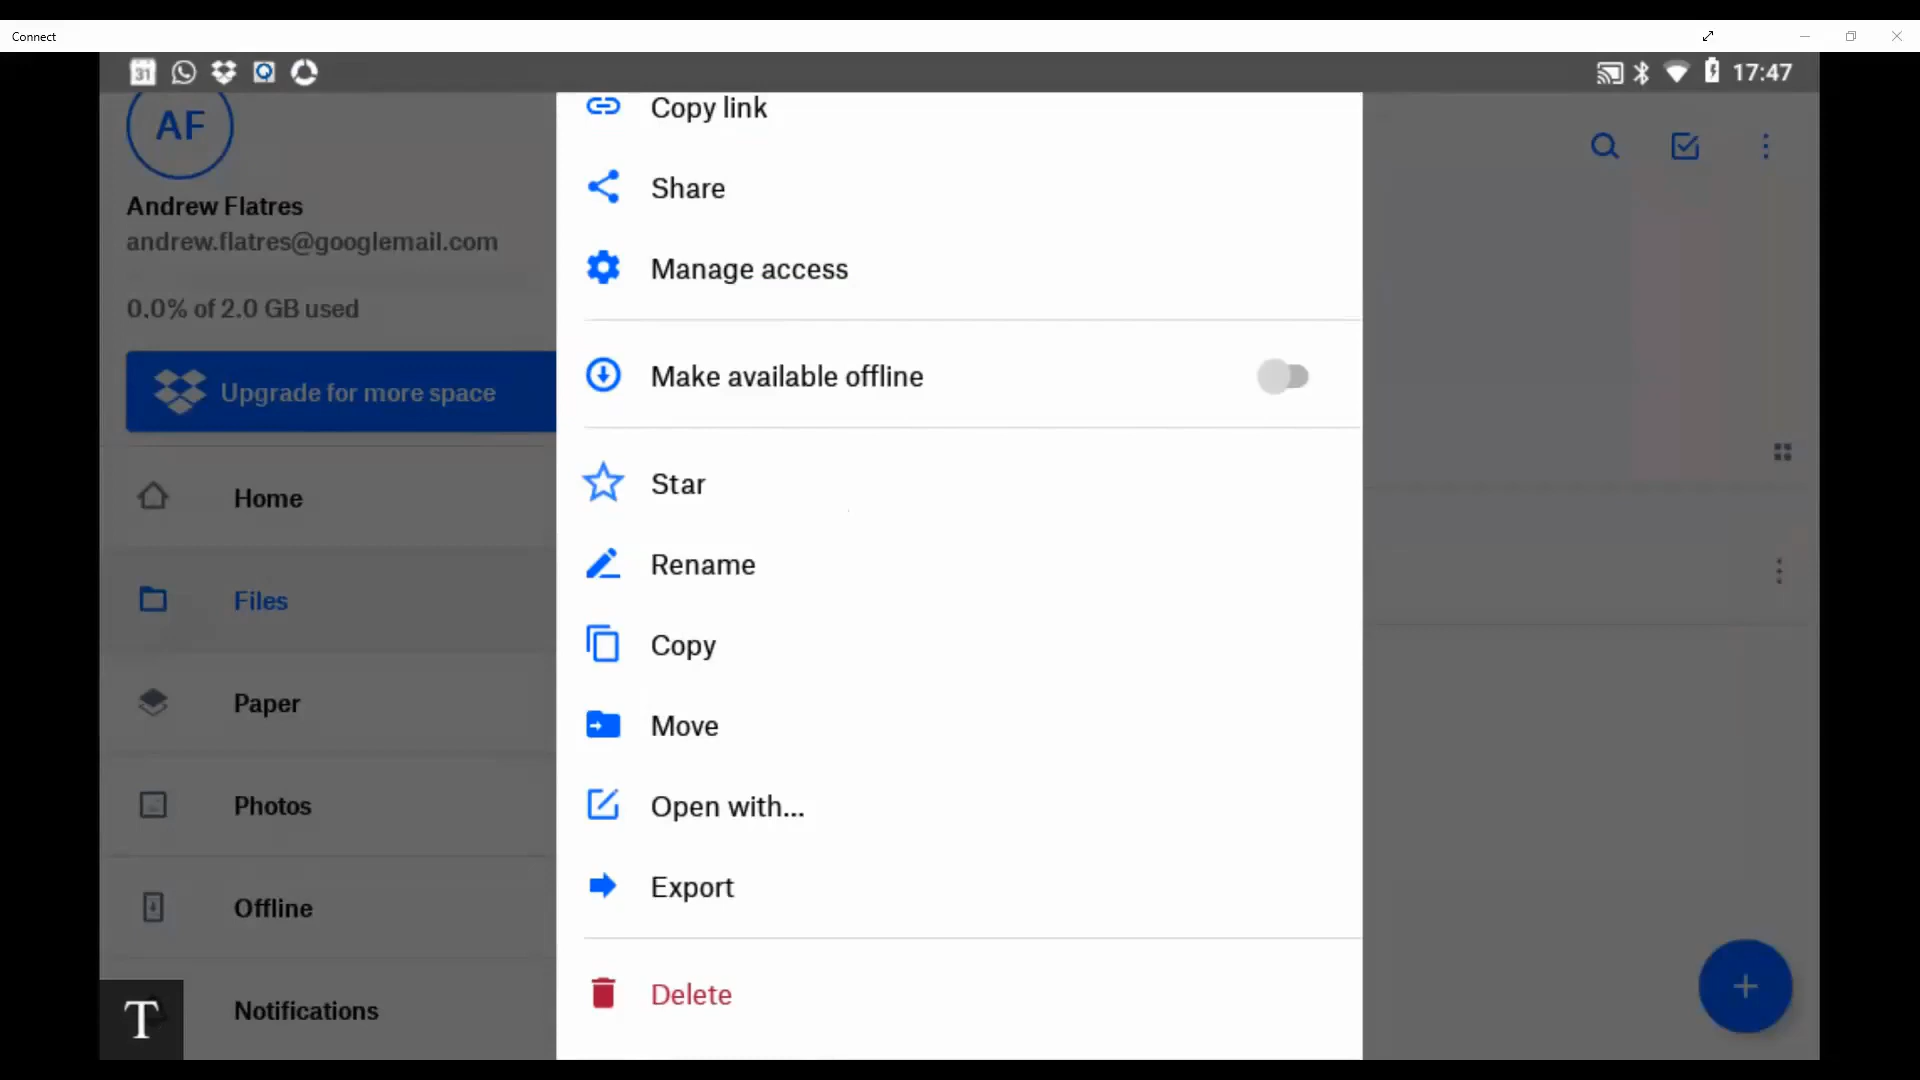 Connect
31
17:47
AF
Andrew Flatres
andrew.flatres@googlemail.com
0.0% of 2.0 GB used
Upgrade for more space
Home
Files
Paper
Photos
Offline
Notifications
T
Copy link
Share
Manage access
Make available offline
Star
Rename
Copy
Move
Open with...
Export
Delete